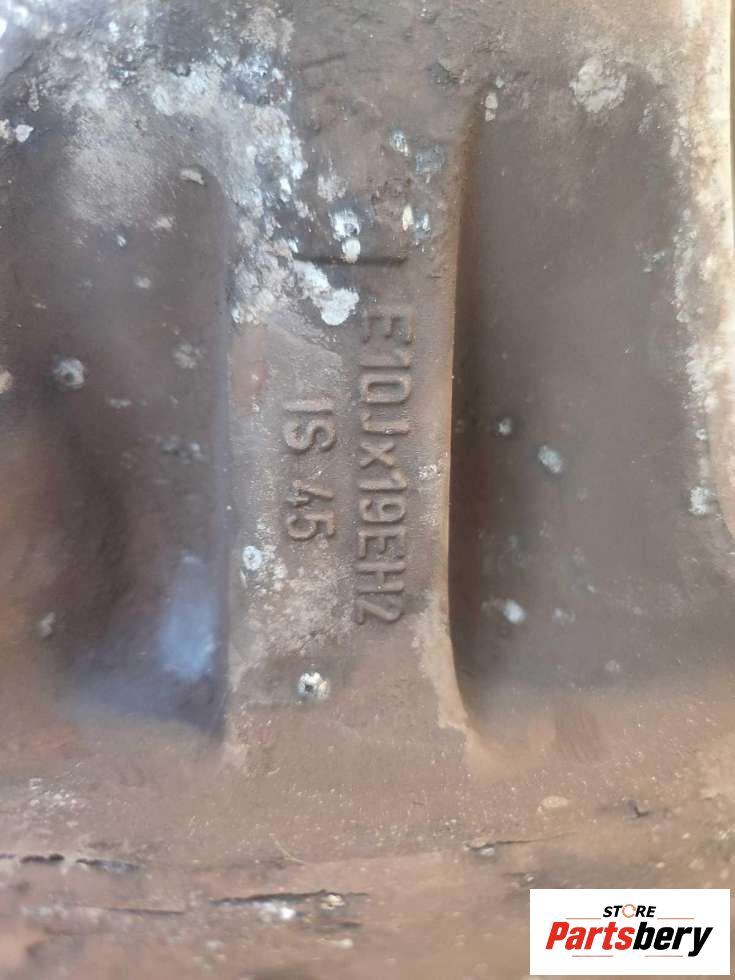 E10Jx19EH2
IS 45
STORE
Partsbery